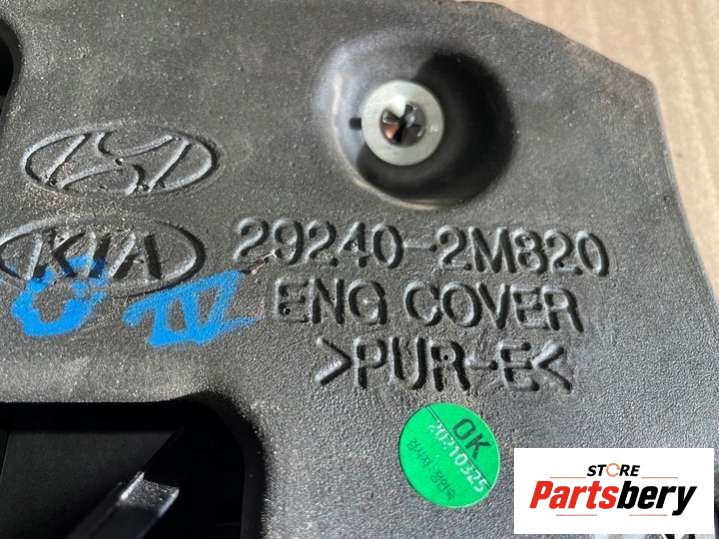 KIA 29240-2M820
ENG COVER
>PUR-E<
OK
20210325
STORE
Partsbery